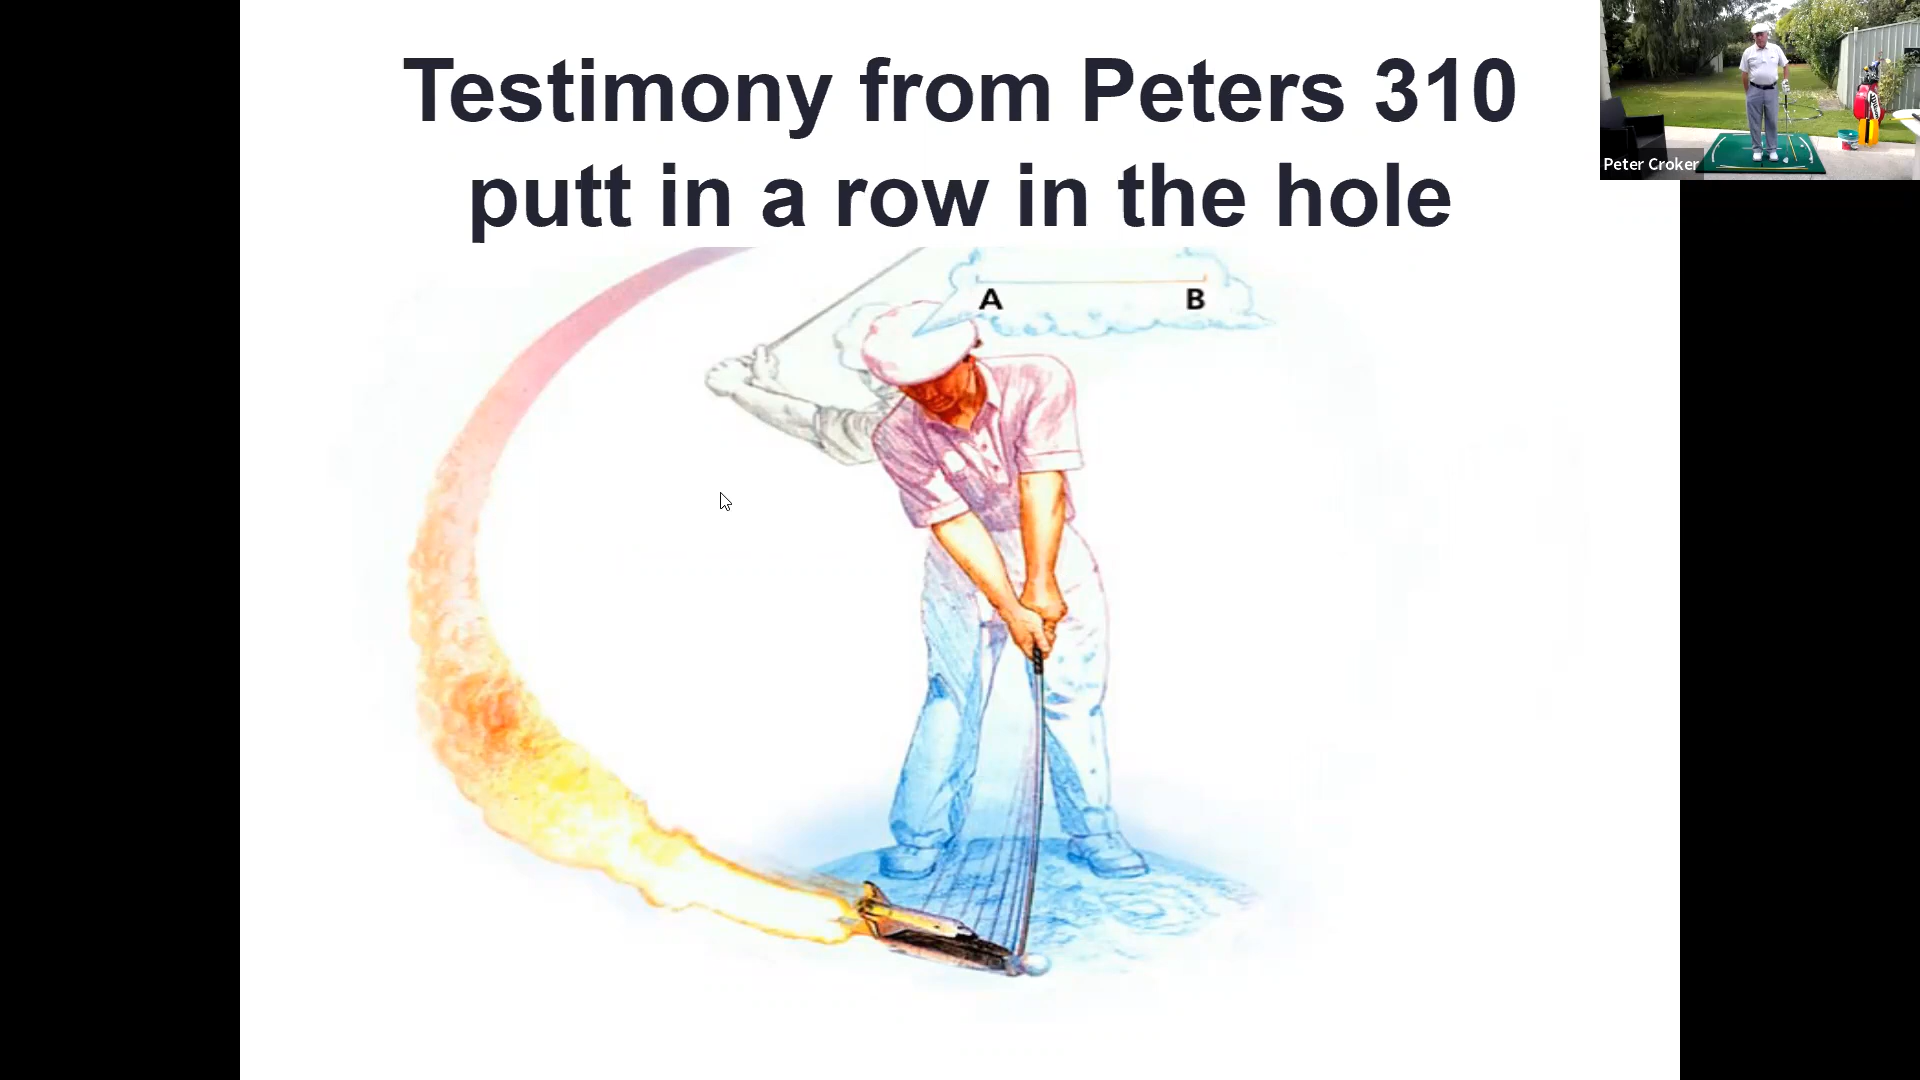 Testimony from Peters 310
putt in a row in the hole
A B
Peter Croker